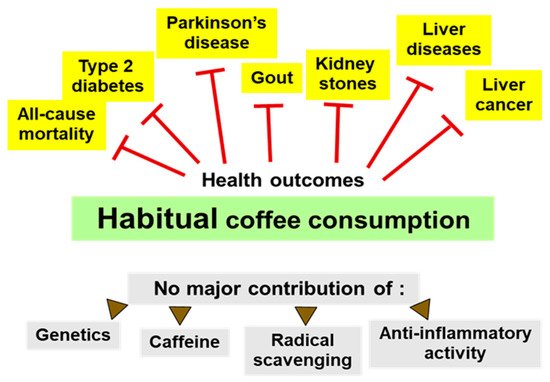 Parkinson's
disease
Liver
diseases
Type 2
diabetes
Gout
Kidney
stones
Liver
cancer
All-cause
mortality
Health outcomes
Habitual coffee consumption
No major contribution of :
Genetics
Caffeine
Radical
scavenging
Anti-inflammatory
activity